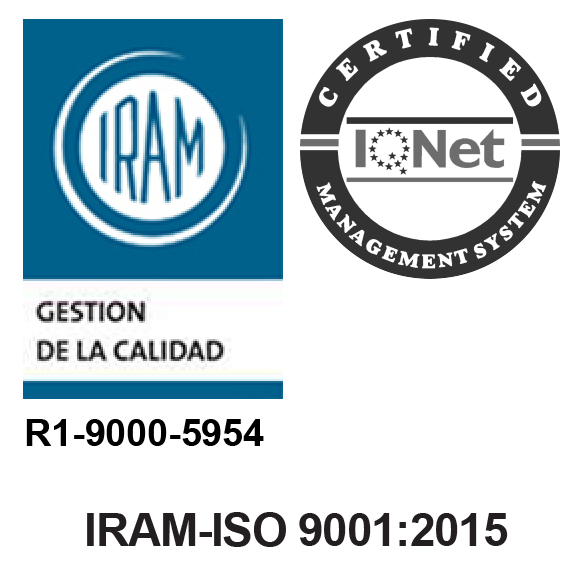 IRAM
GESTION
DE LA CALIDAD
R1-9000-5954
CERTIFIED
IQNet
MANAGEMENT SYSTEM
IRAM-ISO 9001:2015